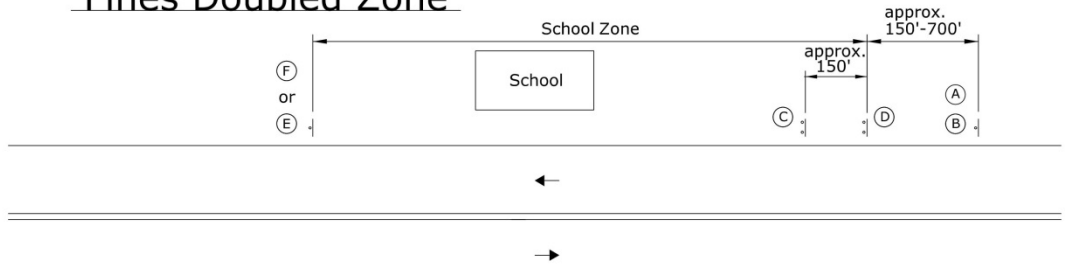 Fines Doubled Zone
approx.
150'-700'
School Zone
approx.
150'
School
F
or
E
A
B
C
D